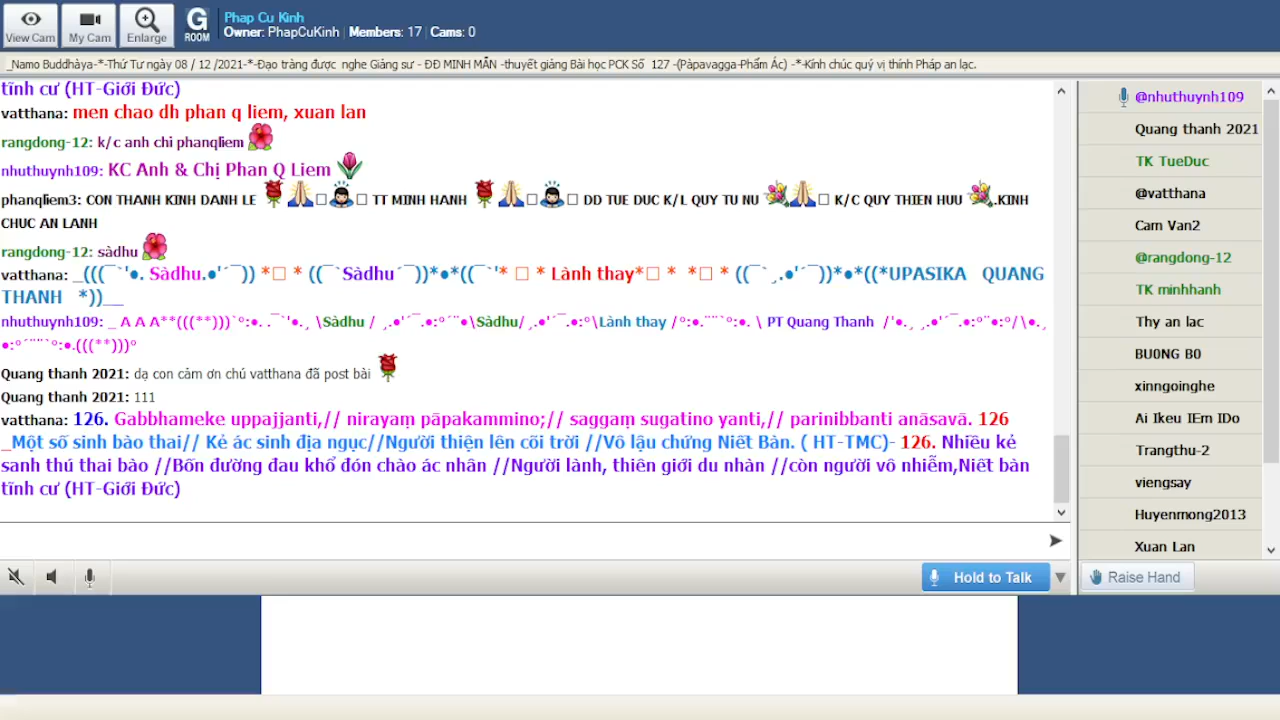 View Cam
My Cam
Enlarge
G
ROOM
Phap Cu Kinh
Owner: PhapCuKinh | Members: 17 | Cams: 0
_Namo Buddhàya-*-Thứ Tư ngày 08 / 12 /2021-*-Đạo tràng được nghe Giảng sư - ĐĐ MINH MẪN -thuyết giảng Bài học PCK Số 127 -(Pàpavagga-Phẩm Ác) -*-Kính chúc quý vị thính Pháp an lạc.
tĩnh cư (HT-Giới Đức)
vatthana: men chao dh phan q liem, xuan lan
rangdong-12: k/c anh chị phanqliem
nhuthuynh109: KC Anh & Chị Phan Q Liem
phanqliem3: CON THANH KINH DANH LE TT MINH HANH DD TUE DUC K/L QUY TU NU K/C QUY THIEN HUU .KINH
CHUC AN LANH
rangdong-12: sàdhu
vatthana: _(((¯`'•. Sàdhu.•'´¯)) *□ * ((¯`Sàdhu´¯))*•*((¯`'* □ * Lành thay*□ * *□ * ((¯`¸.•'´¯))*•*((*UPASIKA QUANG
THANH *))__
nhuthuynh109: _ A A A**(((**)))`°:•. .¯`'•.¸ \Sàdhu / ¸.•'´¯.•:°´¨•\Sàdhu/¸.•'´¯.•:°\Lành thay /°:•.¨¨`°:•. \ PT Quang Thanh /'•.¸ ¸.•'´¯.•:°¨•:°/\•.¸
•:°´¨¨`°:•.(((**)))°
Quang thanh 2021: dạ con cảm ơn chú vatthana đã post bài
Quang thanh 2021: 111
vatthana: 126. Gabbhameke uppajjanti,// nirayaṃ pāpakammino;// saggaṃ sugatino yanti,// parinibbanti anāsavā. 126
_Một số sinh bào thai// Kẻ ác sinh địa ngục//Người thiện lên cõi trời //Vô lậu chứng Niết Bàn. ( HT-TMC)- 126. Nhiều kẻ
sanh thú thai bào //Bốn đường đau khổ đón chào ác nhân //Người lành, thiên giới du nhàn //còn người vô nhiễm,Niết bàn
tĩnh cư (HT-Giới Đức)
@nhuthuynh109
Quang thanh 2021
TK TueDuc
@vatthana
Cam Van2
@rangdong-12
TK minhhanh
Thy an lac
BU0NG B0
xinngoinghe
Ai lkeu IEm IDo
Trangthu-2
viengsay
Huyenmong2013
Xuan Lan
Hold to Talk
Raise Hand